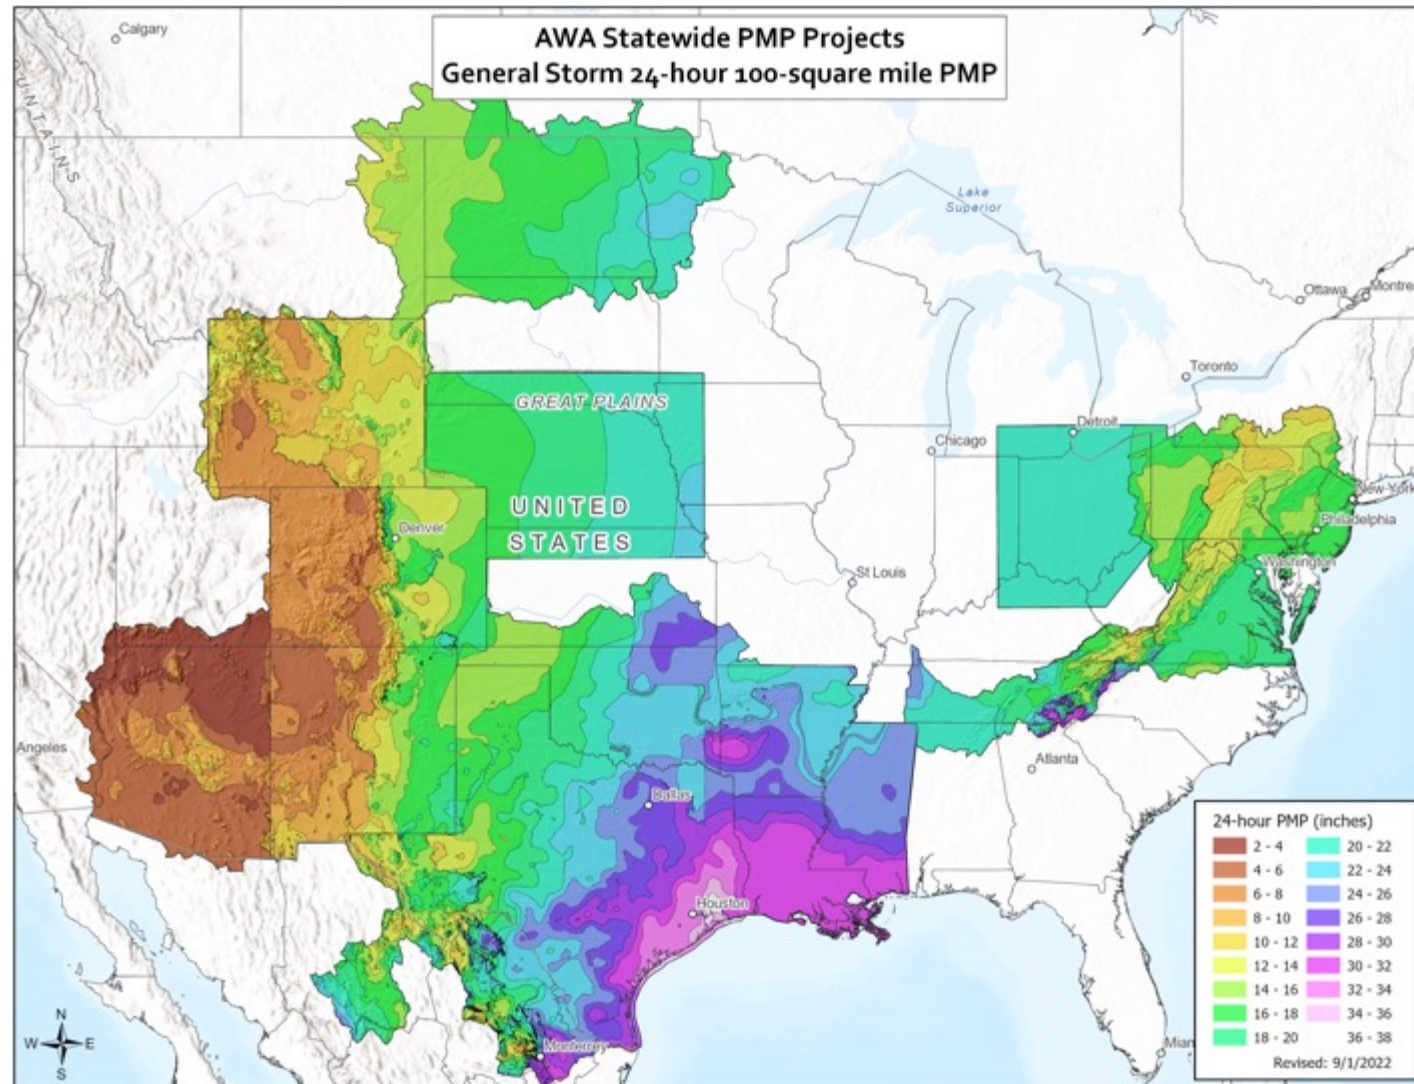 AWA Statewide PMP Projects
General Storm 24-hour 100-square mile PMP
Calgary
UNTAINS
Lake
Superior
Ottawa
Montre
Toronto
GREAT PLAINS
Detroit
Chicago
New York
UNITED
STATES
Denver
Philadelphia
Washington
St Louis
Angeles
Atlanta
Dallas
Houston
Monterrey
Miar
N
W
E
S
24-hour PMP (inches)
2 - 4
4 - 6
6 - 8
8 - 10
10 - 12
12 - 14
14 - 16
16 - 18
18 - 20
20 - 22
22 - 24
24 - 26
26 - 28
28 - 30
30 - 32
32 - 34
34 - 36
36 - 38
Revised: 9/1/2022